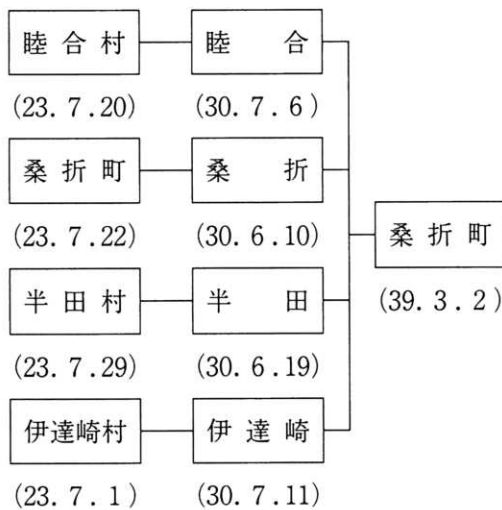 睦合村 睦合
(23.7.20) (30.7.6)
桑折町 桑折
(23.7.22) (30.6.10)
桑折町
(39.3.2)
半田村 半田
(23.7.29) (30.6.19)
伊達崎村 伊達崎
(23.7.1) (30.7.11)